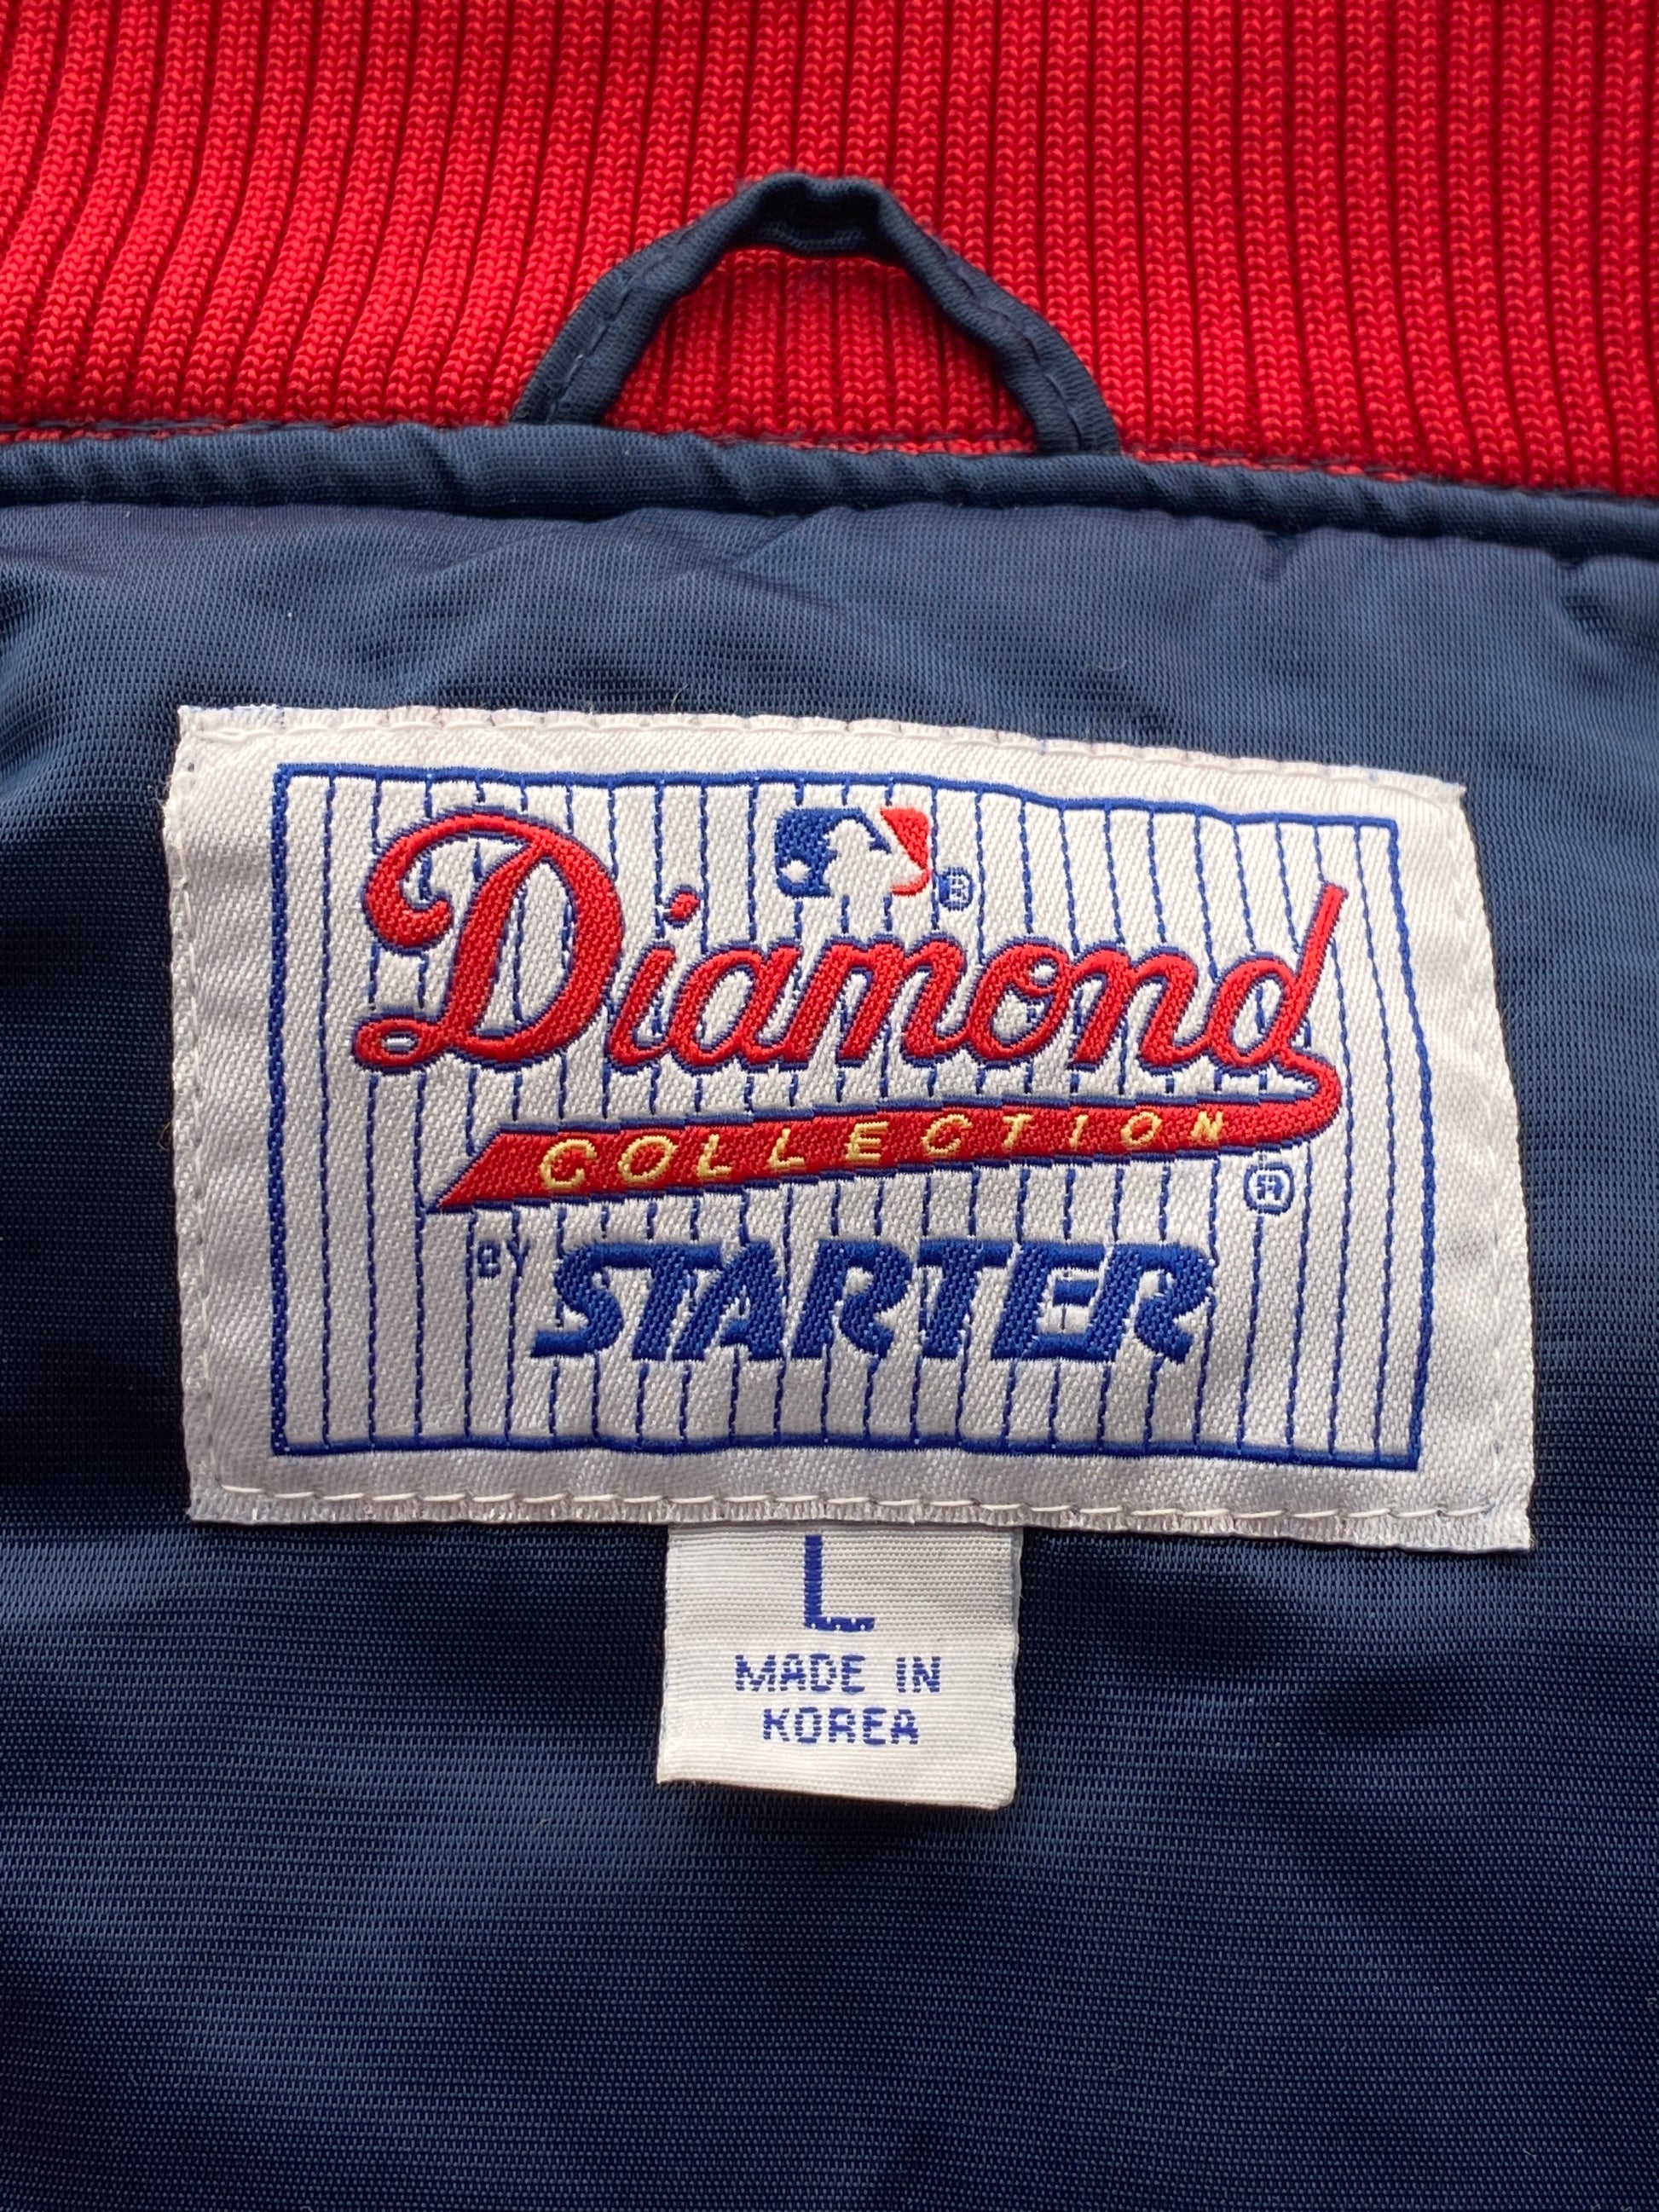 ®
Diamond
COLLECTION
®
BY STARTER
L
MADE IN
KOREA